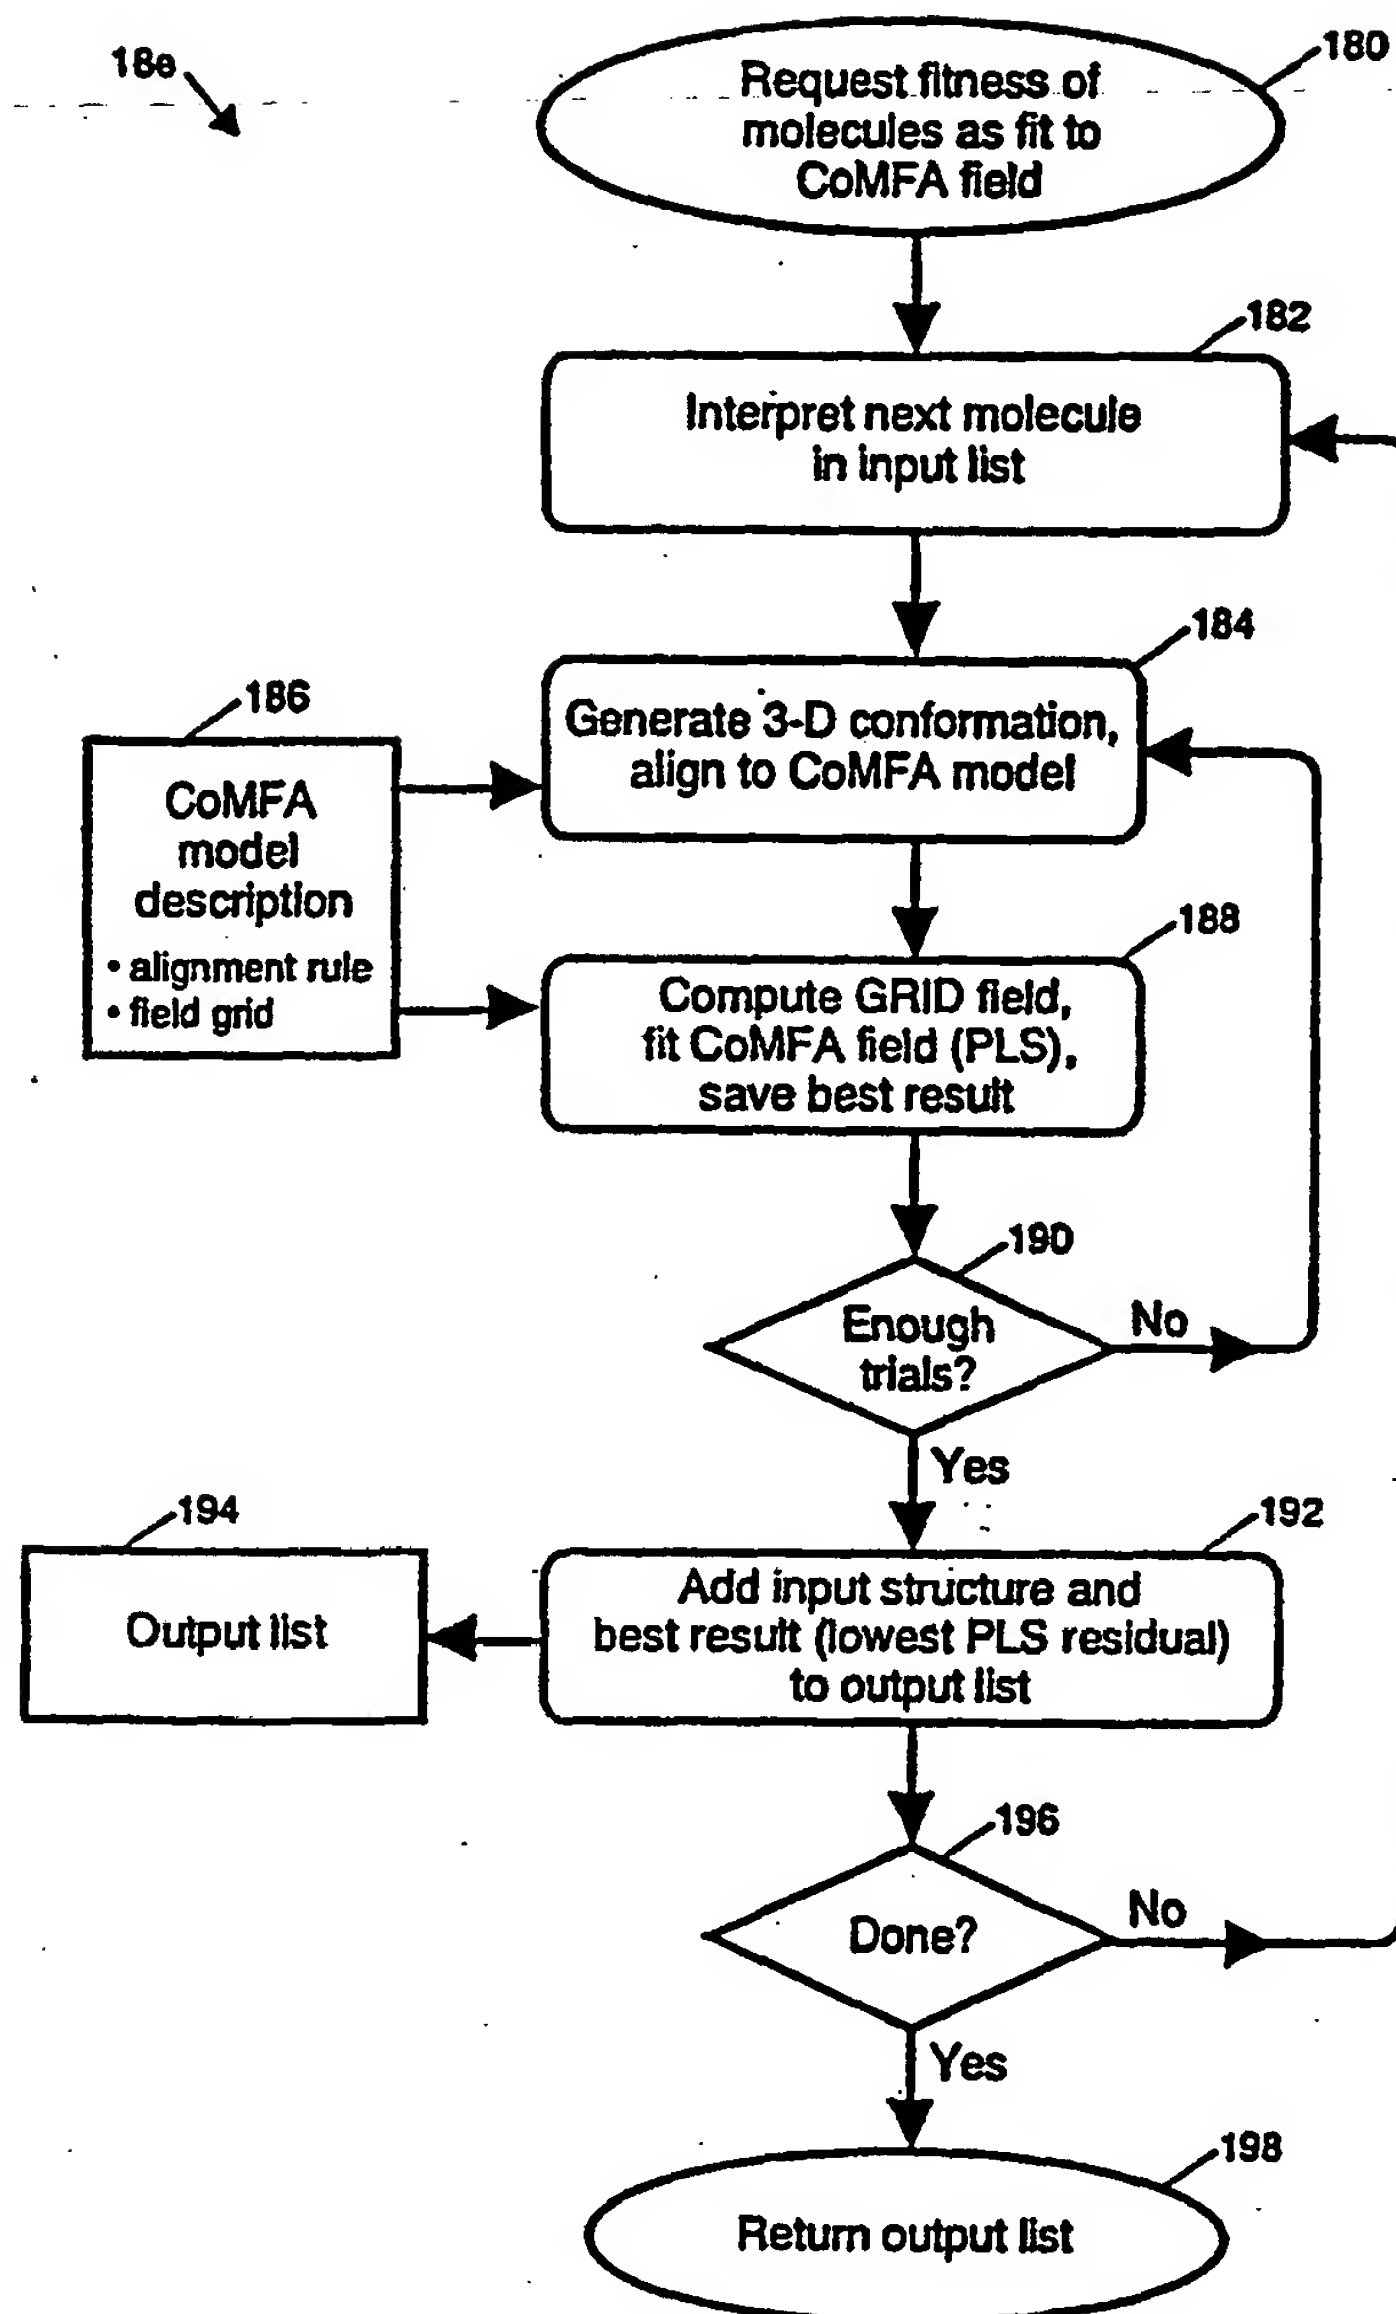 18e
180
Request fitness of
molecules as fit to
CoMFA field
182
Interpret next molecule
in input list
184
Generate 3-D conformation,
align to CoMFA model
186
CoMFA
model
description
• alignment rule
• field grid
188
Compute GRID field,
fit CoMFA field (PLS),
save best result
190
Enough
trials?
No
Yes
192
Add input structure and
best result (lowest PLS residual)
to output list
194
Output list
196
Done?
No
Yes
198
Return output list